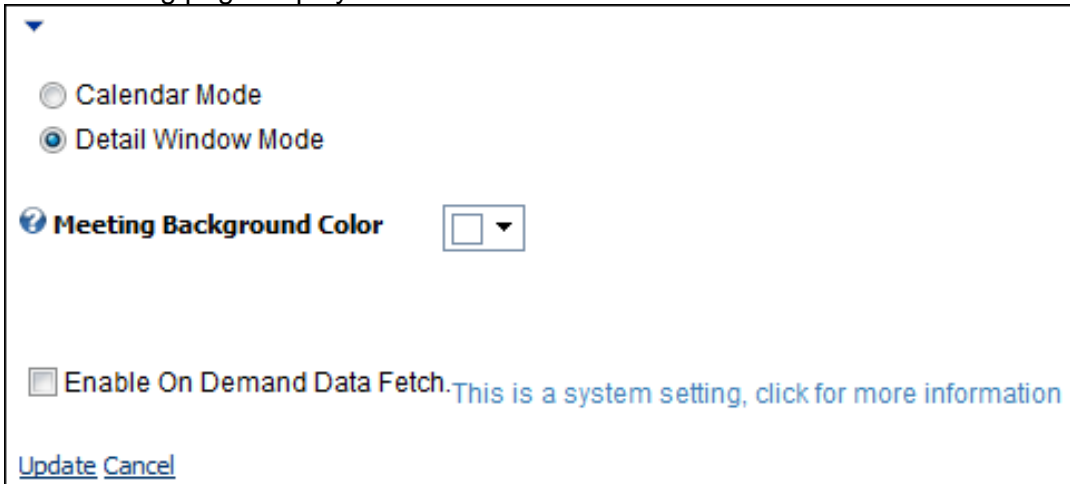 Calendar Mode
Detail Window Mode
Meeting Background Color
Enable On Demand Data Fetch. This is a system setting, click for more information
Update Cancel